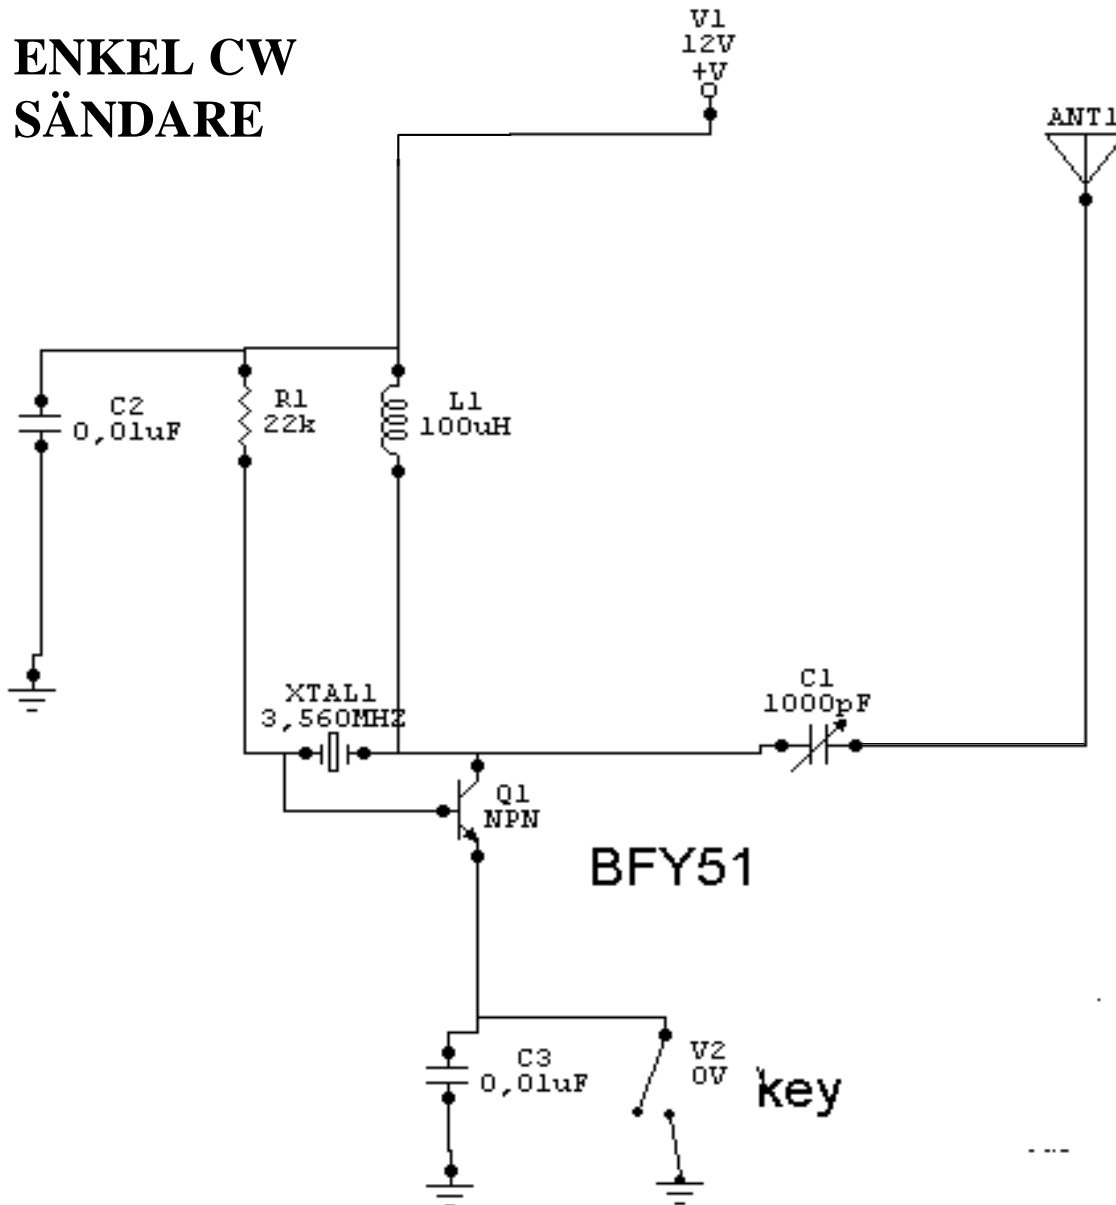 ENKEL CW
SÄNDARE
V1
12V
+V
ANT1
C2
0,01uF
R1
22k
L1
100uH
XTAL1
3,560MHZ
C1
1000pF
Q1
NPN
BFY51
C3
0,01uF
V2
0V
key